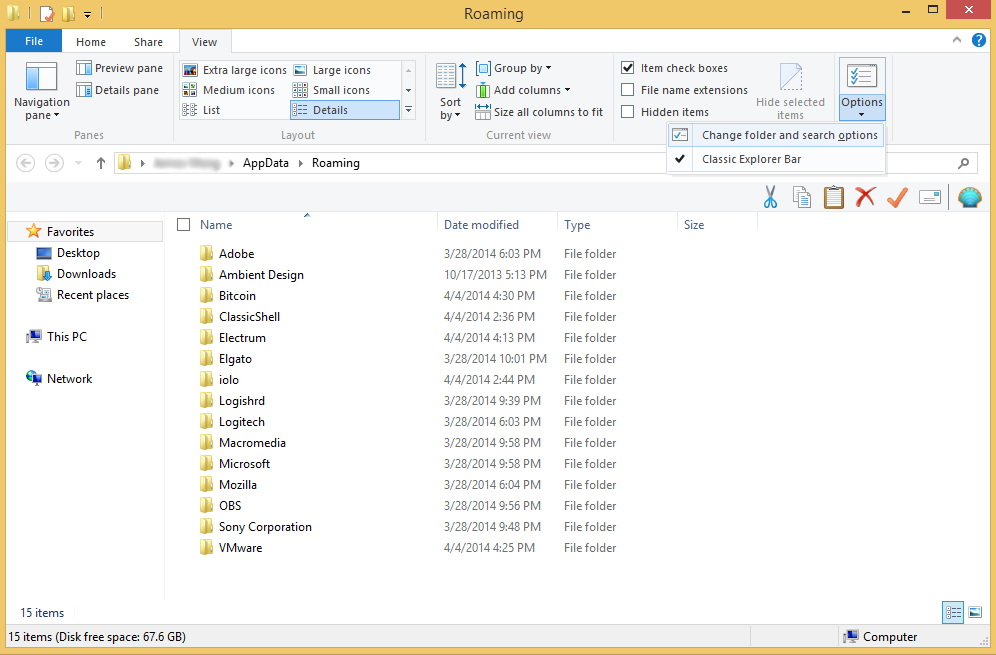 Roaming
File Home Share View
Navigation pane
Preview pane
Details pane
Panes
Extra large icons Large icons
Medium icons Small icons
List Details
Layout
Sort by
Group by
Add columns
Size all columns to fit
Current view
Item check boxes
File name extensions
Hidden items
Hide selected items
Options
Change folder and search options
Classic Explorer Bar
AppData Roaming
Favorites
Desktop
Downloads
Recent places
This PC
Network
Name Date modified Type Size
Adobe 3/28/2014 6:03 PM File folder
Ambient Design 10/17/2013 5:13 PM File folder
Bitcoin 4/4/2014 4:30 PM File folder
ClassicShell 4/4/2014 2:36 PM File folder
Electrum 4/4/2014 4:13 PM File folder
Elgato 3/28/2014 10:01 PM File folder
iolo 4/4/2014 2:44 PM File folder
Logishrd 3/28/2014 9:39 PM File folder
Logitech 3/28/2014 6:03 PM File folder
Macromedia 3/28/2014 9:58 PM File folder
Microsoft 3/28/2014 9:58 PM File folder
Mozilla 3/28/2014 6:04 PM File folder
OBS 3/28/2014 9:56 PM File folder
Sony Corporation 3/28/2014 9:48 PM File folder
VMware 4/4/2014 4:25 PM File folder
15 items
15 items (Disk free space: 67.6 GB) Computer